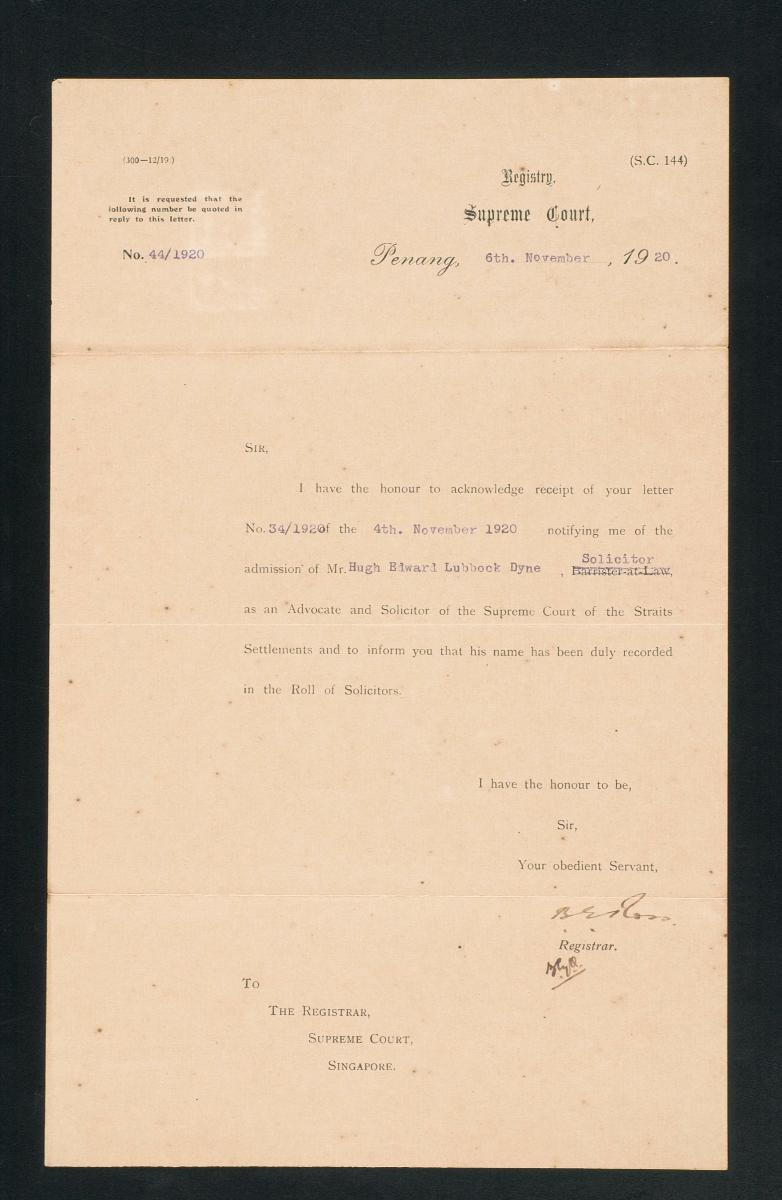 (300—12/19)
(S.C. 144)
Registry,
Supreme Court,
It is requested that the
following number be quoted in
reply to this letter.
No. 44/1920
Penang, 6th. November, 1920.
SIR,
I have the honour to acknowledge receipt of your letter
No. 34/1920 of the 4th. November 1920 notifying me of the
Solicitor
admission of Mr. Hugh Edward Lubbock Dyne, Barrister-at-Law,
as an Advocate and Solicitor of the Supreme Court of the Straits
Settlements and to inform you that his name has been duly recorded
in the Roll of Solicitors.
I have the honour to be,
Sir,
Your obedient Servant,
Registrar.
To
THE REGISTRAR,
SUPREME COURT,
SINGAPORE.